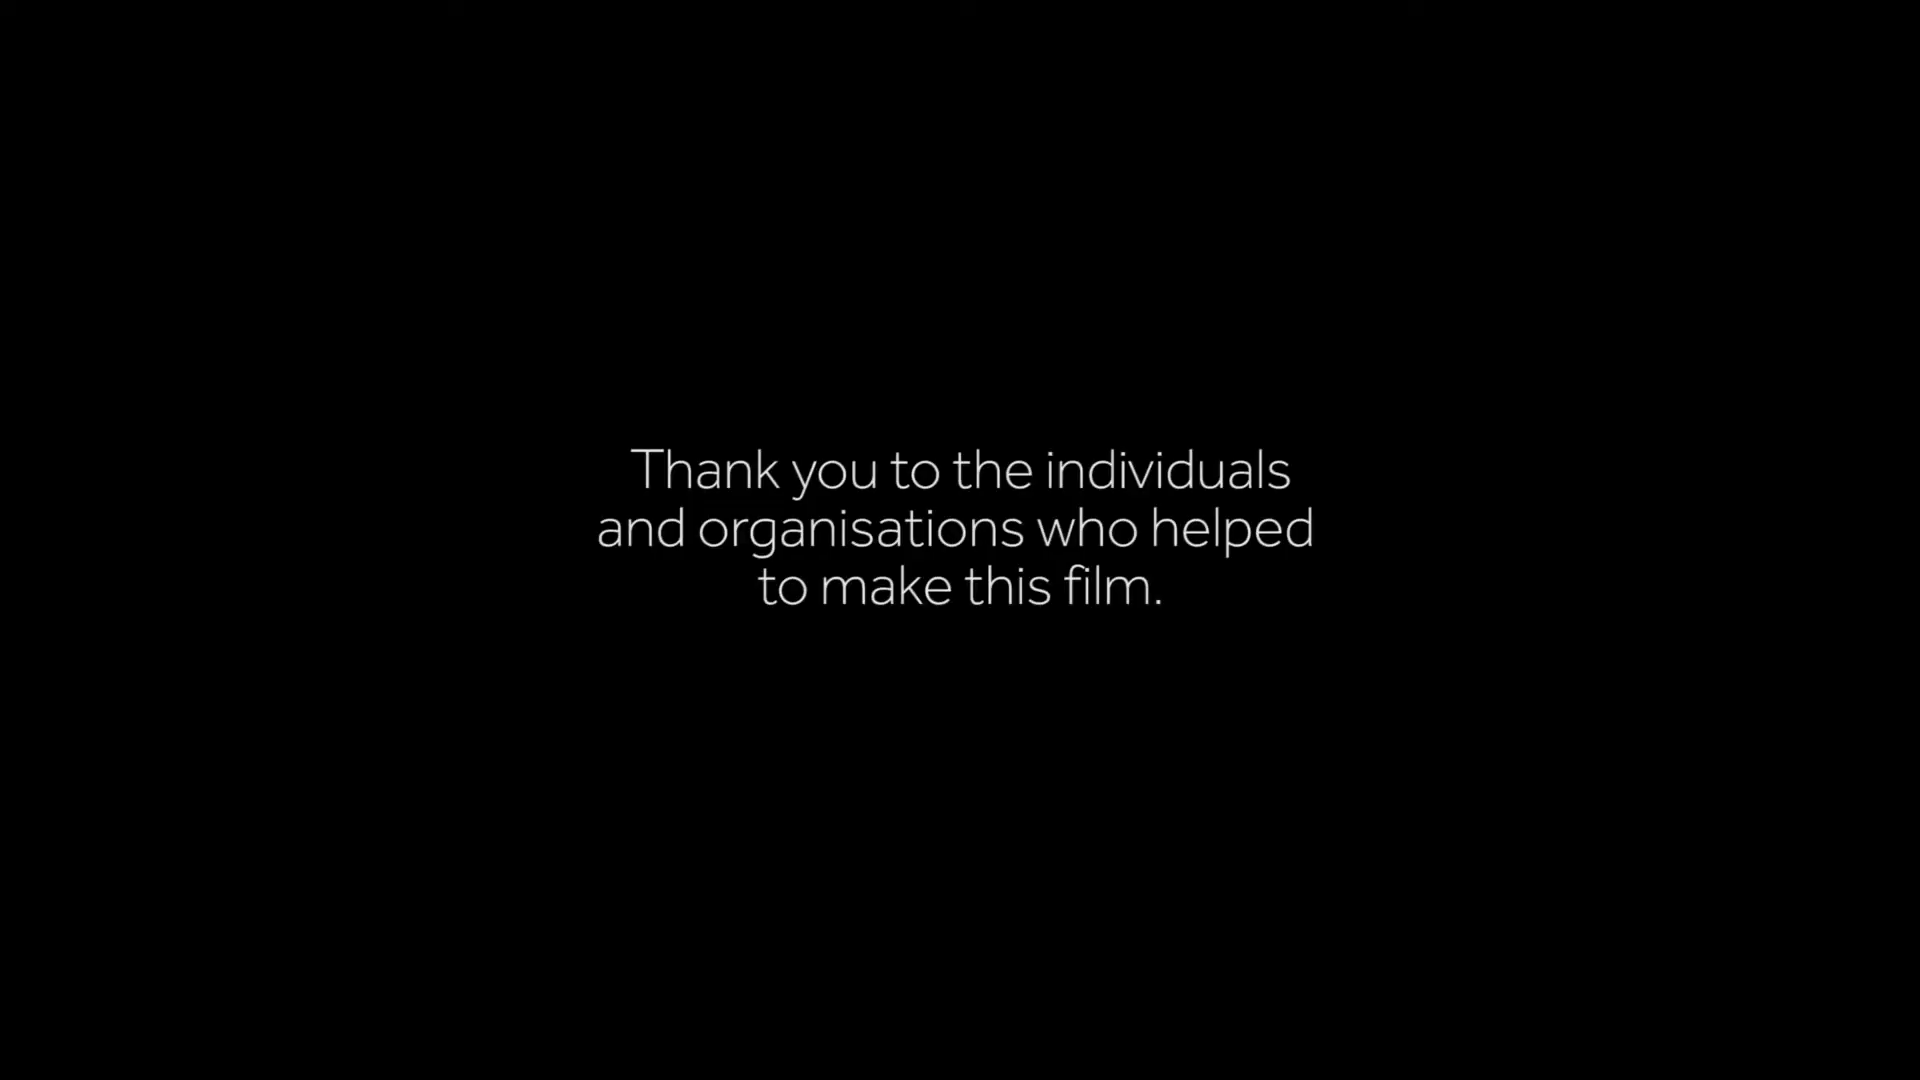 Thank you to the individuals
and organisations who helped
to make this film.